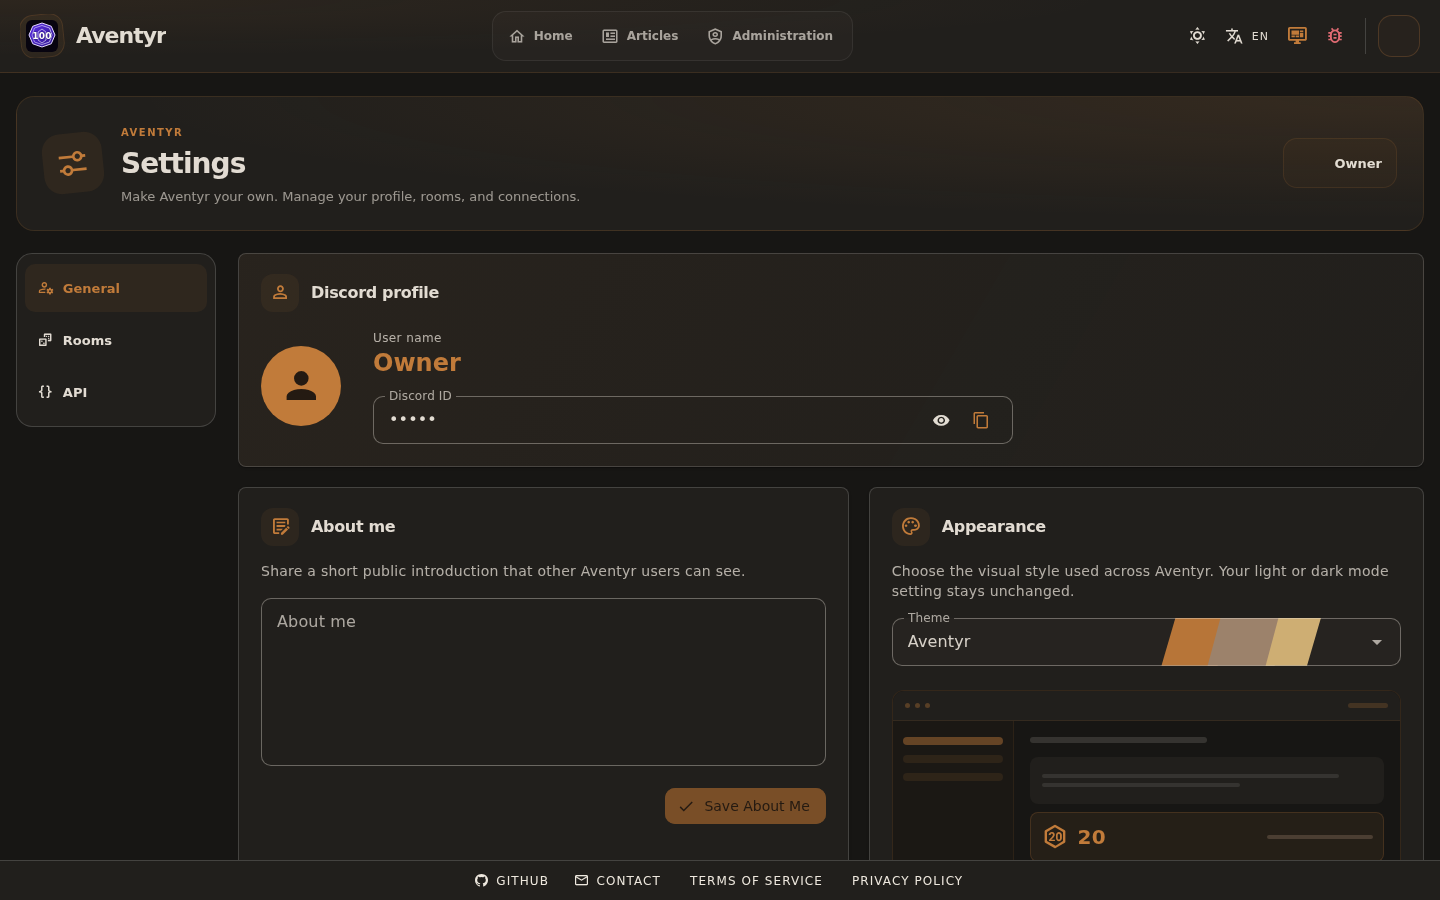 100
Aventyr
Home
Articles
Administration
EN
AVENTYR
Settings
Make Aventyr your own. Manage your profile, rooms, and connections.
Owner
General
Rooms
API
Discord profile
User name
Owner
Discord ID
•••••
About me
Share a short public introduction that other Aventyr users can see.
About me
Save About Me
Appearance
Choose the visual style used across Aventyr. Your light or dark mode
setting stays unchanged.
Theme
Aventyr
20
20
GITHUB
CONTACT
TERMS OF SERVICE
PRIVACY POLICY